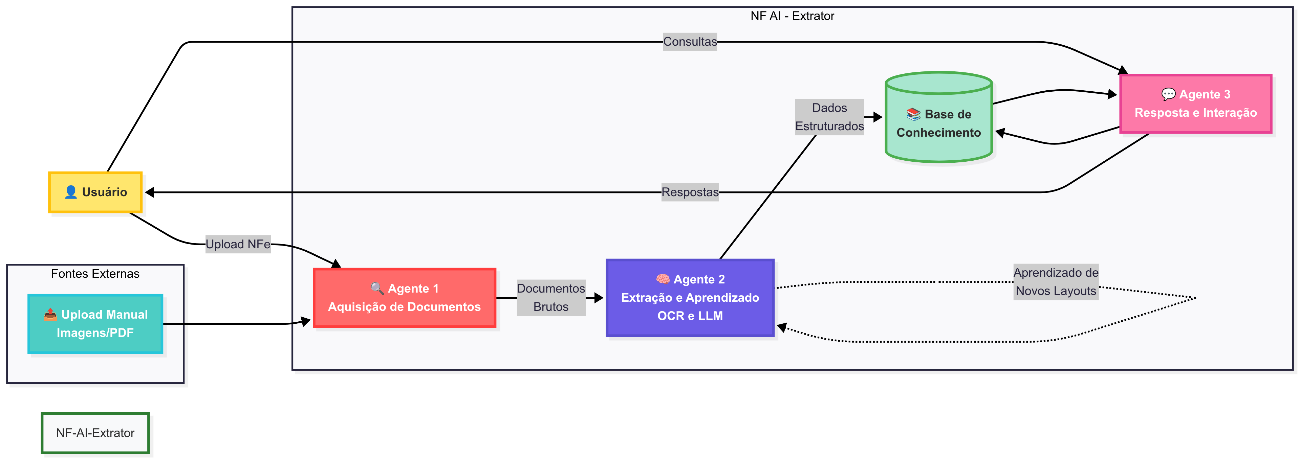 NF AI - Extrator
Consultas
💬 Agente 3
Resposta e Interação
📚 Base de
Conhecimento
Dados
Estruturados
👤 Usuário
Respostas
Upload NFe
Fontes Externas
📤 Upload Manual
Imagens/PDF
🔍 Agente 1
Aquisição de Documentos
Documentos
Brutos
🧠 Agente 2
Extração e Aprendizado
OCR e LLM
Aprendizado de
Novos Layouts
NF-AI-Extrator